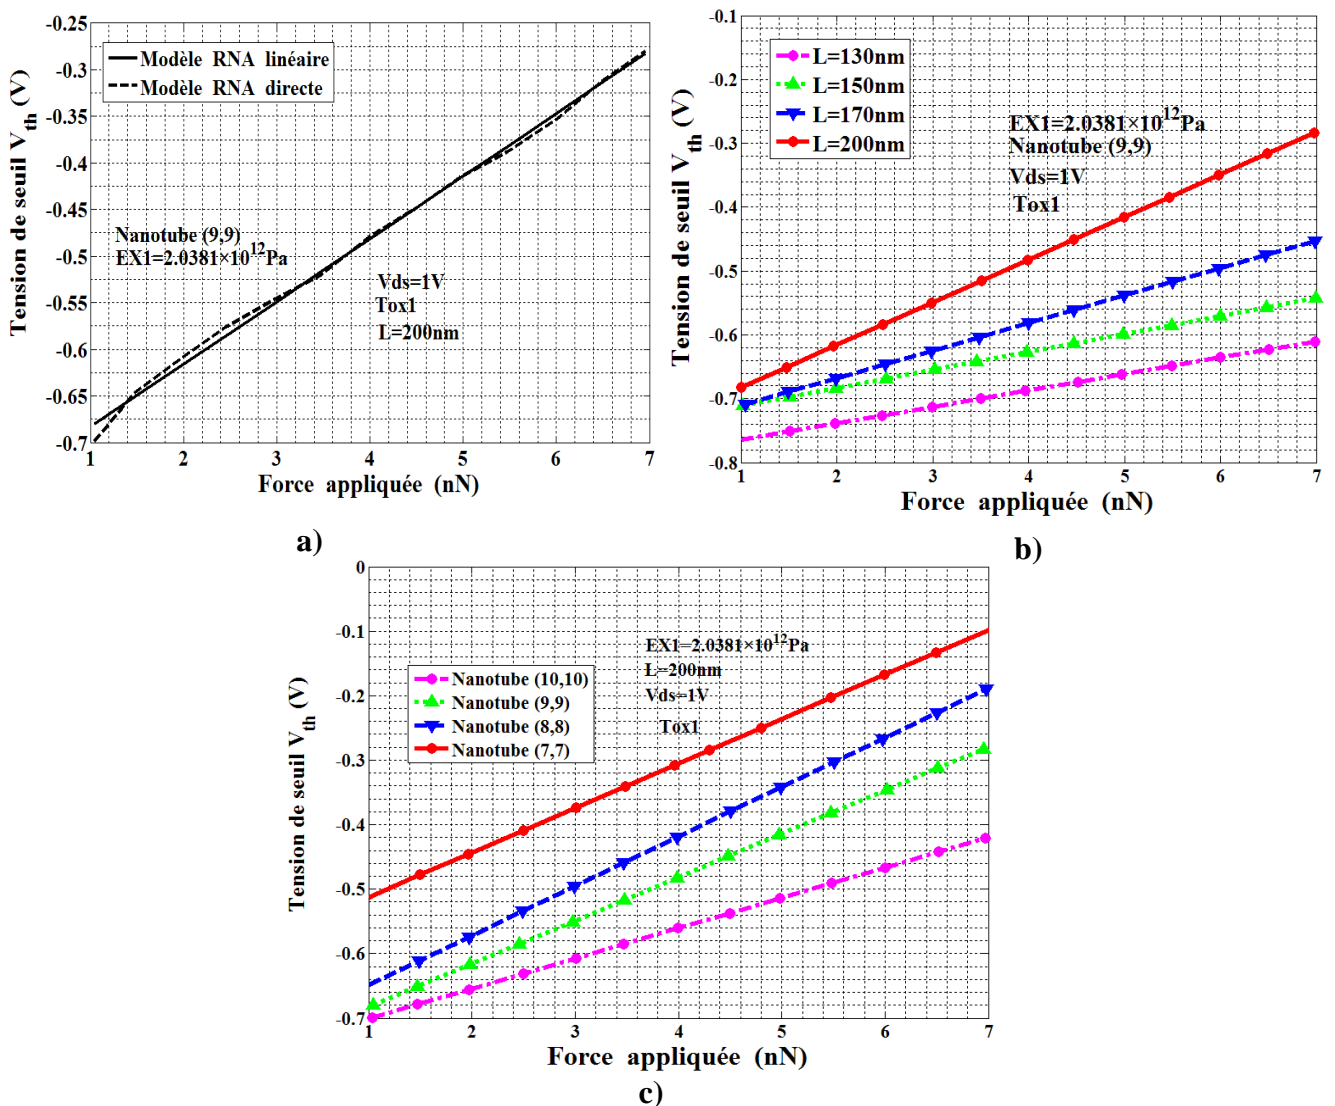 -0.25
-0.3
-0.35
-0.4
-0.45
-0.5
-0.55
-0.6
-0.65
-0.7
Tension de seuil Vth (V)
Modèle RNA linéaire
Modèle RNA directe
Nanotube (9,9)
EX1=2.0381×10¹²Pa
Vds=1V
Tox1
L=200nm
1 2 3 4 5 6 7
Force appliquée (nN)
a)
-0.1
-0.2
-0.3
-0.4
-0.5
-0.6
-0.7
-0.8
Tension de seuil Vth (V)
L=130nm
L=150nm
L=170nm
L=200nm
EX1=2.0381×10¹²Pa
Nanotube (9,9)
Vds=1V
Tox1
1 2 3 4 5 6 7
Force appliquée (nN)
b)
0
-0.1
-0.2
-0.3
-0.4
-0.5
-0.6
-0.7
Tension de seuil Vth (V)
Nanotube (10,10)
Nanotube (9,9)
Nanotube (8,8)
Nanotube (7,7)
EX1=2.0381×10¹²Pa
L=200nm
Vds=1V
Tox1
1 2 3 4 5 6 7
Force appliquée (nN)
c)